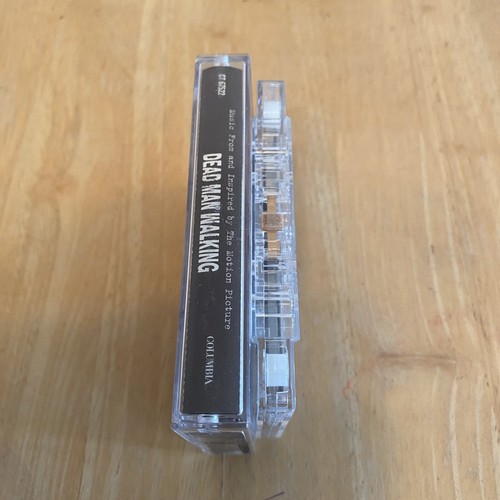 CT 67522
Music From and Inspired by The Motion Picture
DEAD MAN WALKING
COLUMBIA